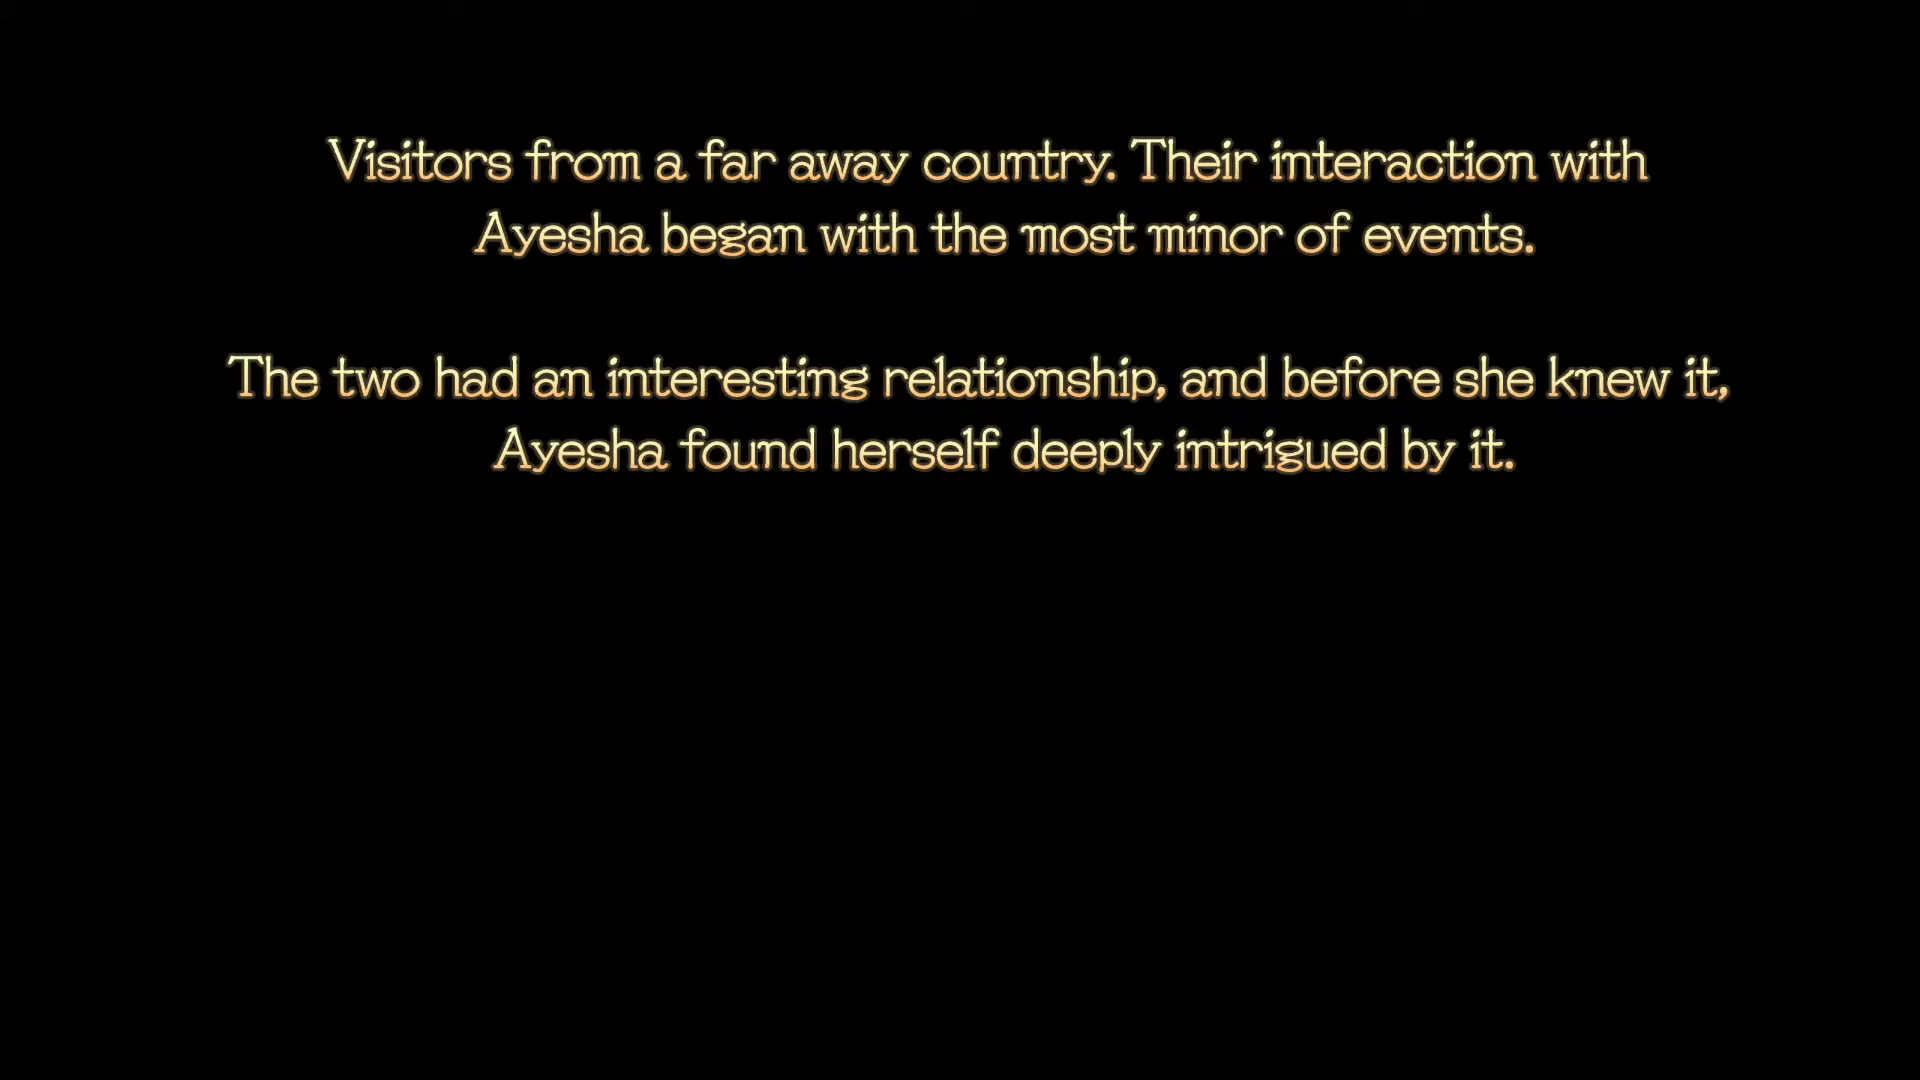 Visitors from a far away country. Their interaction with
Ayesha began with the most minor of events.
The two had an interesting relationship, and before she knew it,
Ayesha found herself deeply intrigued by it.